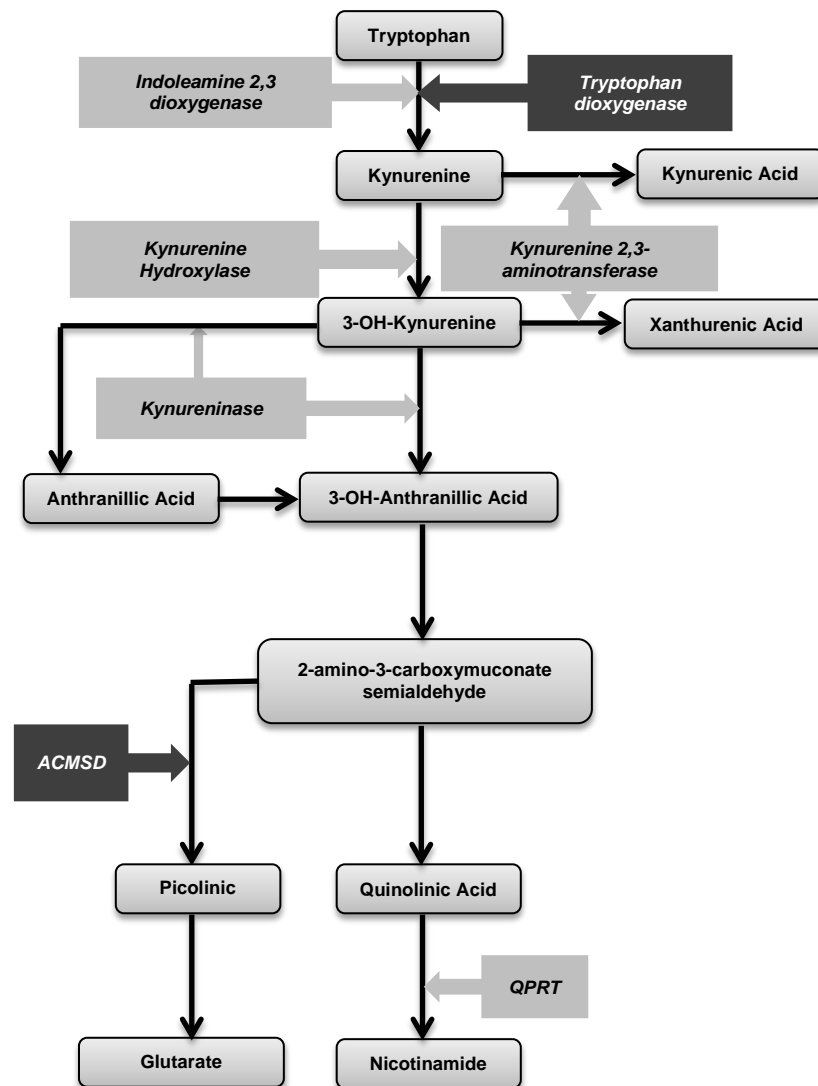 Tryptophan
Indoleamine 2,3
dioxygenase
Tryptophan
dioxygenase
Kynurenine
Kynurenic Acid
Kynurenine
Hydroxylase
Kynurenine 2,3-
aminotransferase
3-OH-Kynurenine
Xanthurenic Acid
Kynureninase
Anthranillic Acid
3-OH-Anthranillic Acid
2-amino-3-carboxymuconate
semialdehyde
ACMSD
Picolinic
Quinolinic Acid
QPRT
Glutarate
Nicotinamide